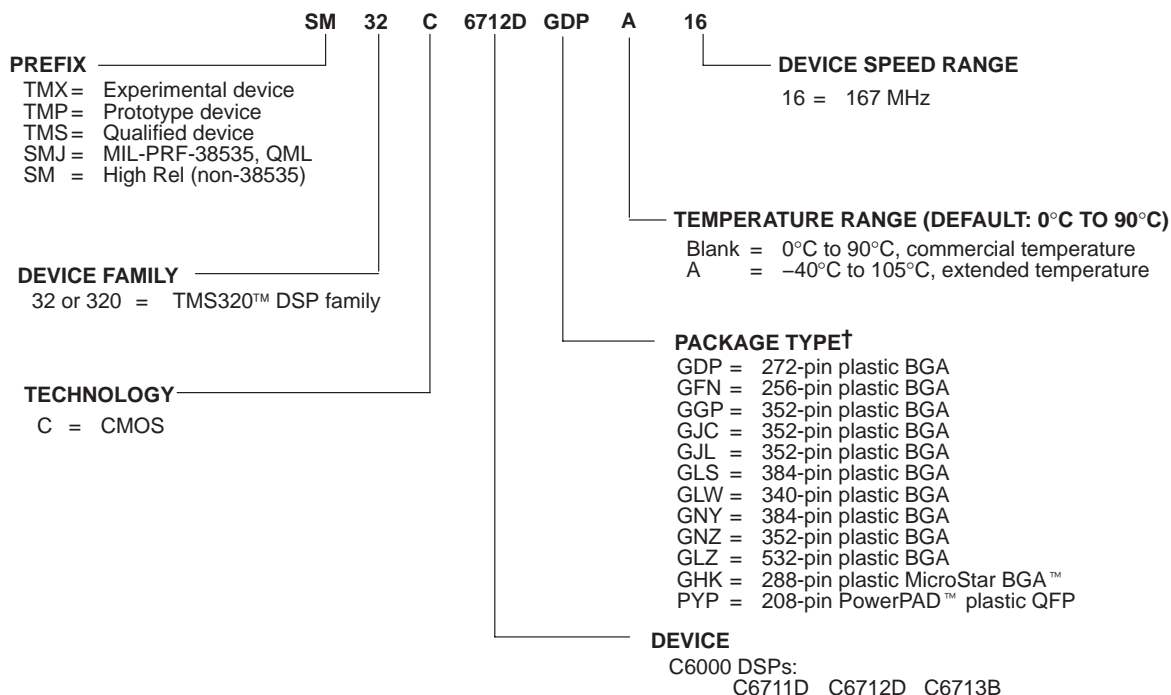 SM 32 C 6712D GDP A 16
PREFIX
TMX = Experimental device
TMP = Prototype device
TMS = Qualified device
SMJ = MIL-PRF-38535, QML
SM = High Rel (non-38535)
DEVICE SPEED RANGE
16 = 167 MHz
TEMPERATURE RANGE (DEFAULT: 0°C TO 90°C)
Blank = 0°C to 90°C, commercial temperature
A = −40°C to 105°C, extended temperature
DEVICE FAMILY
32 or 320 = TMS320™ DSP family
PACKAGE TYPE†
GDP = 272-pin plastic BGA
GFN = 256-pin plastic BGA
GGP = 352-pin plastic BGA
GJC = 352-pin plastic BGA
GJL = 352-pin plastic BGA
GLS = 384-pin plastic BGA
GLW = 340-pin plastic BGA
GNY = 384-pin plastic BGA
GNZ = 352-pin plastic BGA
GLZ = 532-pin plastic BGA
GHK = 288-pin plastic MicroStar BGA™
PYP = 208-pin PowerPAD™ plastic QFP
TECHNOLOGY
C = CMOS
DEVICE
C6000 DSPs:
C6711D C6712D C6713B